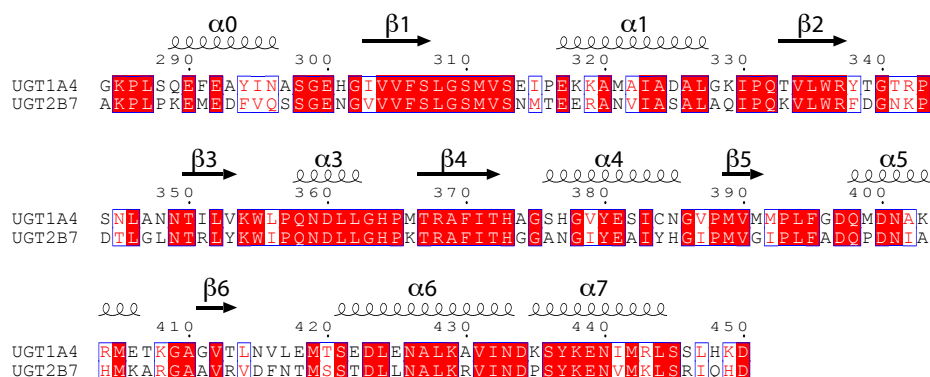 α0 β1 α1 β2
290 300 310 320 330 340
UGT1A4 GKPLSQEFEAYINASGEHGIVVFSLGSMVSEIPEKKAMAIADALGKIPQTVLWRYTGTRP
UGT2B7 AKPLPKEMEDFVQSSGENGVVVFSLGSMVSNMTEERANVIASALAQIPQKVLWRFDGNKP
β3 α3 β4 α4 β5 α5
350 360 370 380 390 400
UGT1A4 SNLANNTILVKWLPQNDLLGHPMTRAFITHAGSHGVYESICNGVPMVMMPLFGDQMDNAK
UGT2B7 DTLGLNTRLYKWIPQNDLLGHPKTRAFITHGGANGIYEAIYHGIPMVGIPLFADQPDNIA
β6 α6 α7
410 420 430 440 450
UGT1A4 RMETKGAGVTLNVLEMTSEDLENALKAVINDKSYKENIMRLSSLHKD
UGT2B7 HMKARGAAVRVDFNTMSSTDLLNALKRVINDPSYKENVMKLSRIQHD